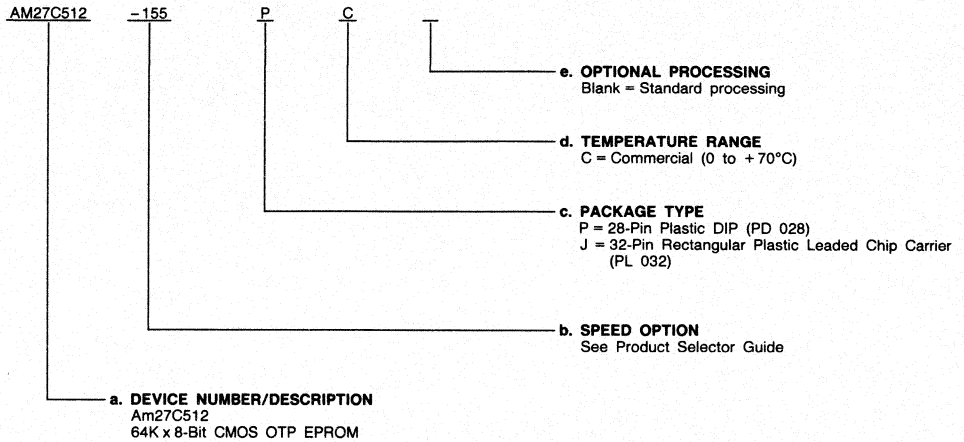 AM27C512 -155 P C
e. OPTIONAL PROCESSING
Blank = Standard processing
d. TEMPERATURE RANGE
C = Commercial (0 to +70°C)
c. PACKAGE TYPE
P = 28-Pin Plastic DIP (PD 028)
J = 32-Pin Rectangular Plastic Leaded Chip Carrier
(PL 032)
b. SPEED OPTION
See Product Selector Guide
a. DEVICE NUMBER/DESCRIPTION
Am27C512
64K x 8-Bit CMOS OTP EPROM